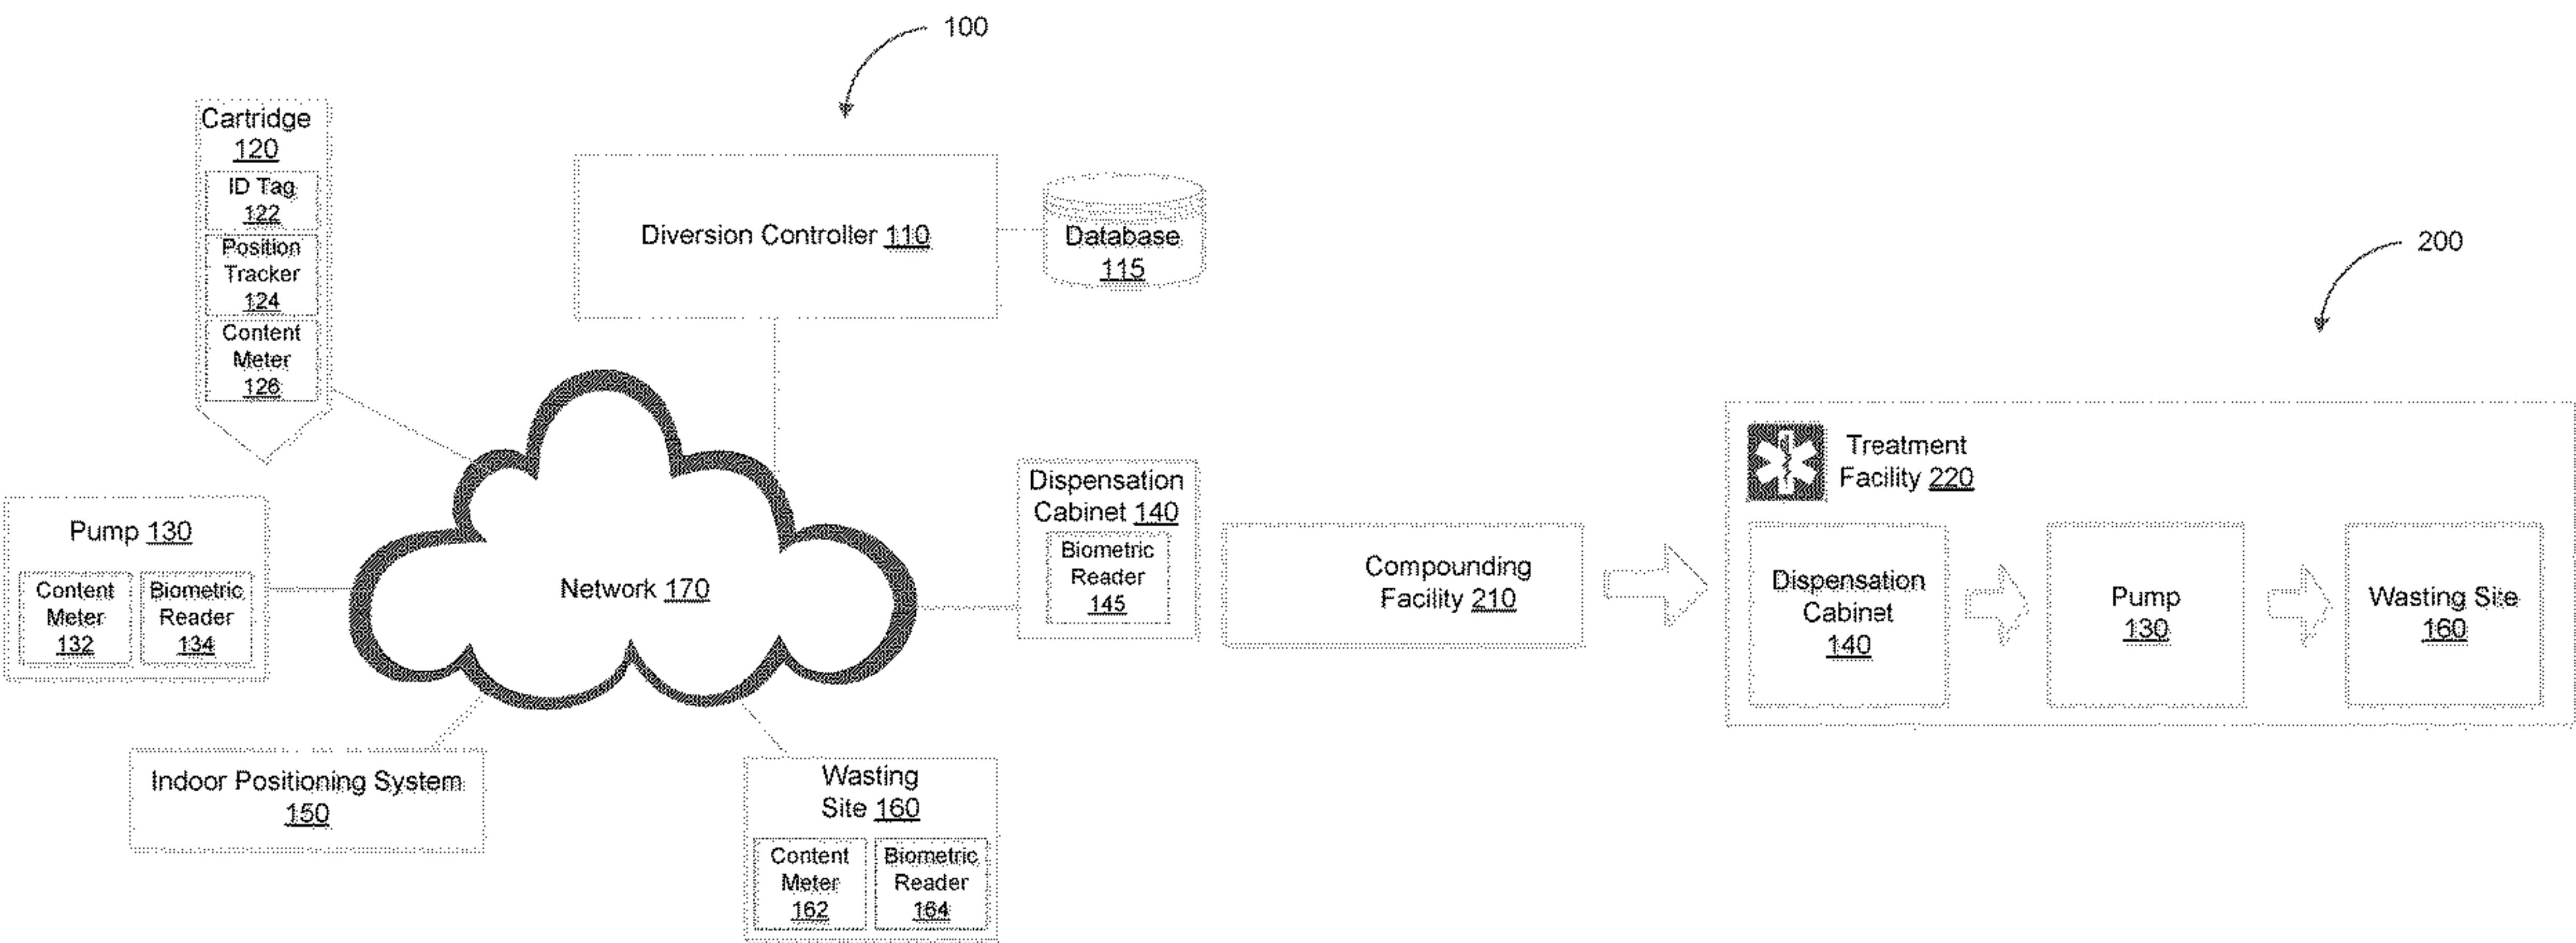 100
Cartridge
120
ID Tag
122
Position
Tracker
124
Content
Meter
126
Diversion Controller 110
Database
115
Pump 130
Content
Meter
132
Biometric
Reader
134
Network 170
Dispensation
Cabinet 140
Biometric
Reader
145
Indoor Positioning System
150
Wasting
Site 160
Content
Meter
162
Biometric
Reader
164
200
Compounding
Facility 210
Treatment
Facility 220
Dispensation
Cabinet
140
Pump
130
Wasting Site
160